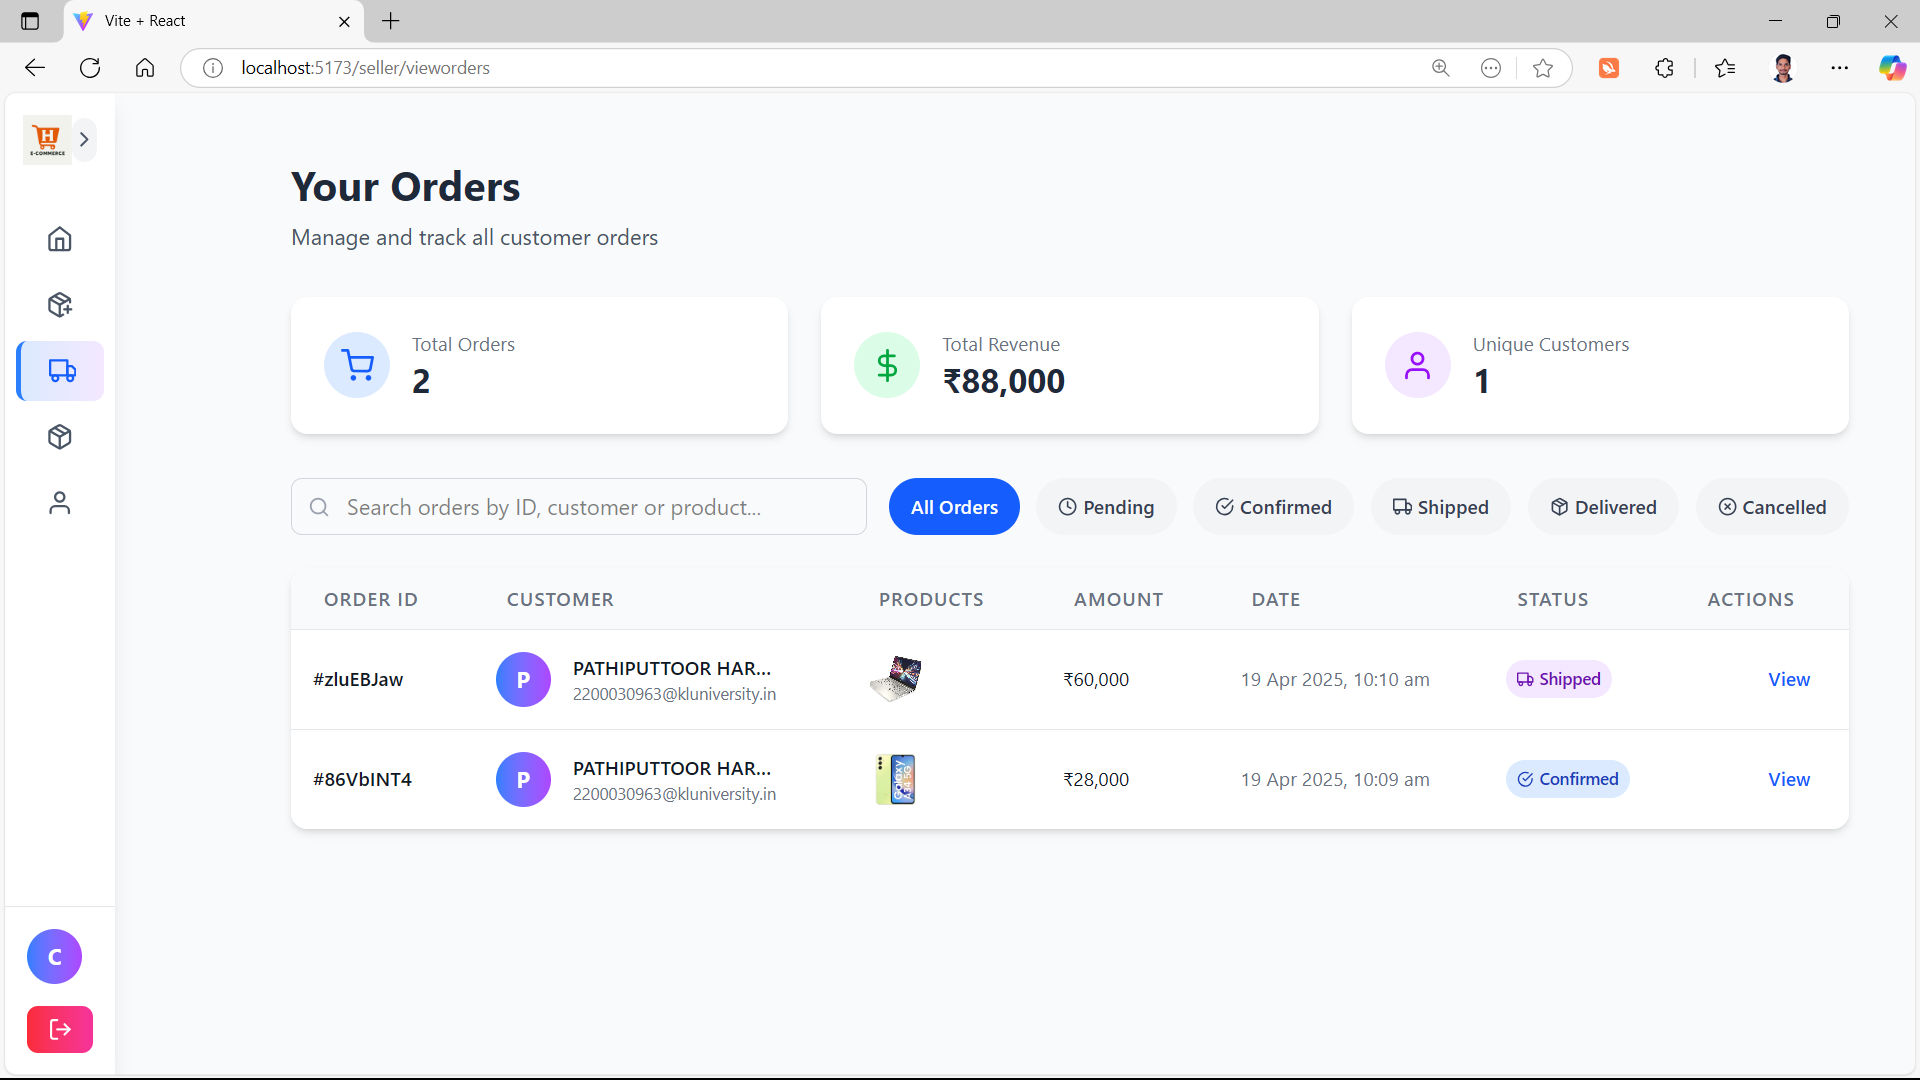 Vite + React
localhost:5173/seller/vieworders
H
E-COMMERCE
Your Orders
Manage and track all customer orders
Total Orders
2
Total Revenue
₹88,000
Unique Customers
1
Search orders by ID, customer or product...
All Orders
Pending
Confirmed
Shipped
Delivered
Cancelled
ORDER ID CUSTOMER PRODUCTS AMOUNT DATE STATUS ACTIONS
#zluEBJaw P PATHIPUTTOOR HAR... ₹60,000 19 Apr 2025, 10:10 am Shipped View
2200030963@kluniversity.in
#86VbINT4 P PATHIPUTTOOR HAR... Galaxy A34 5G ₹28,000 19 Apr 2025, 10:09 am Confirmed View
2200030963@kluniversity.in
C